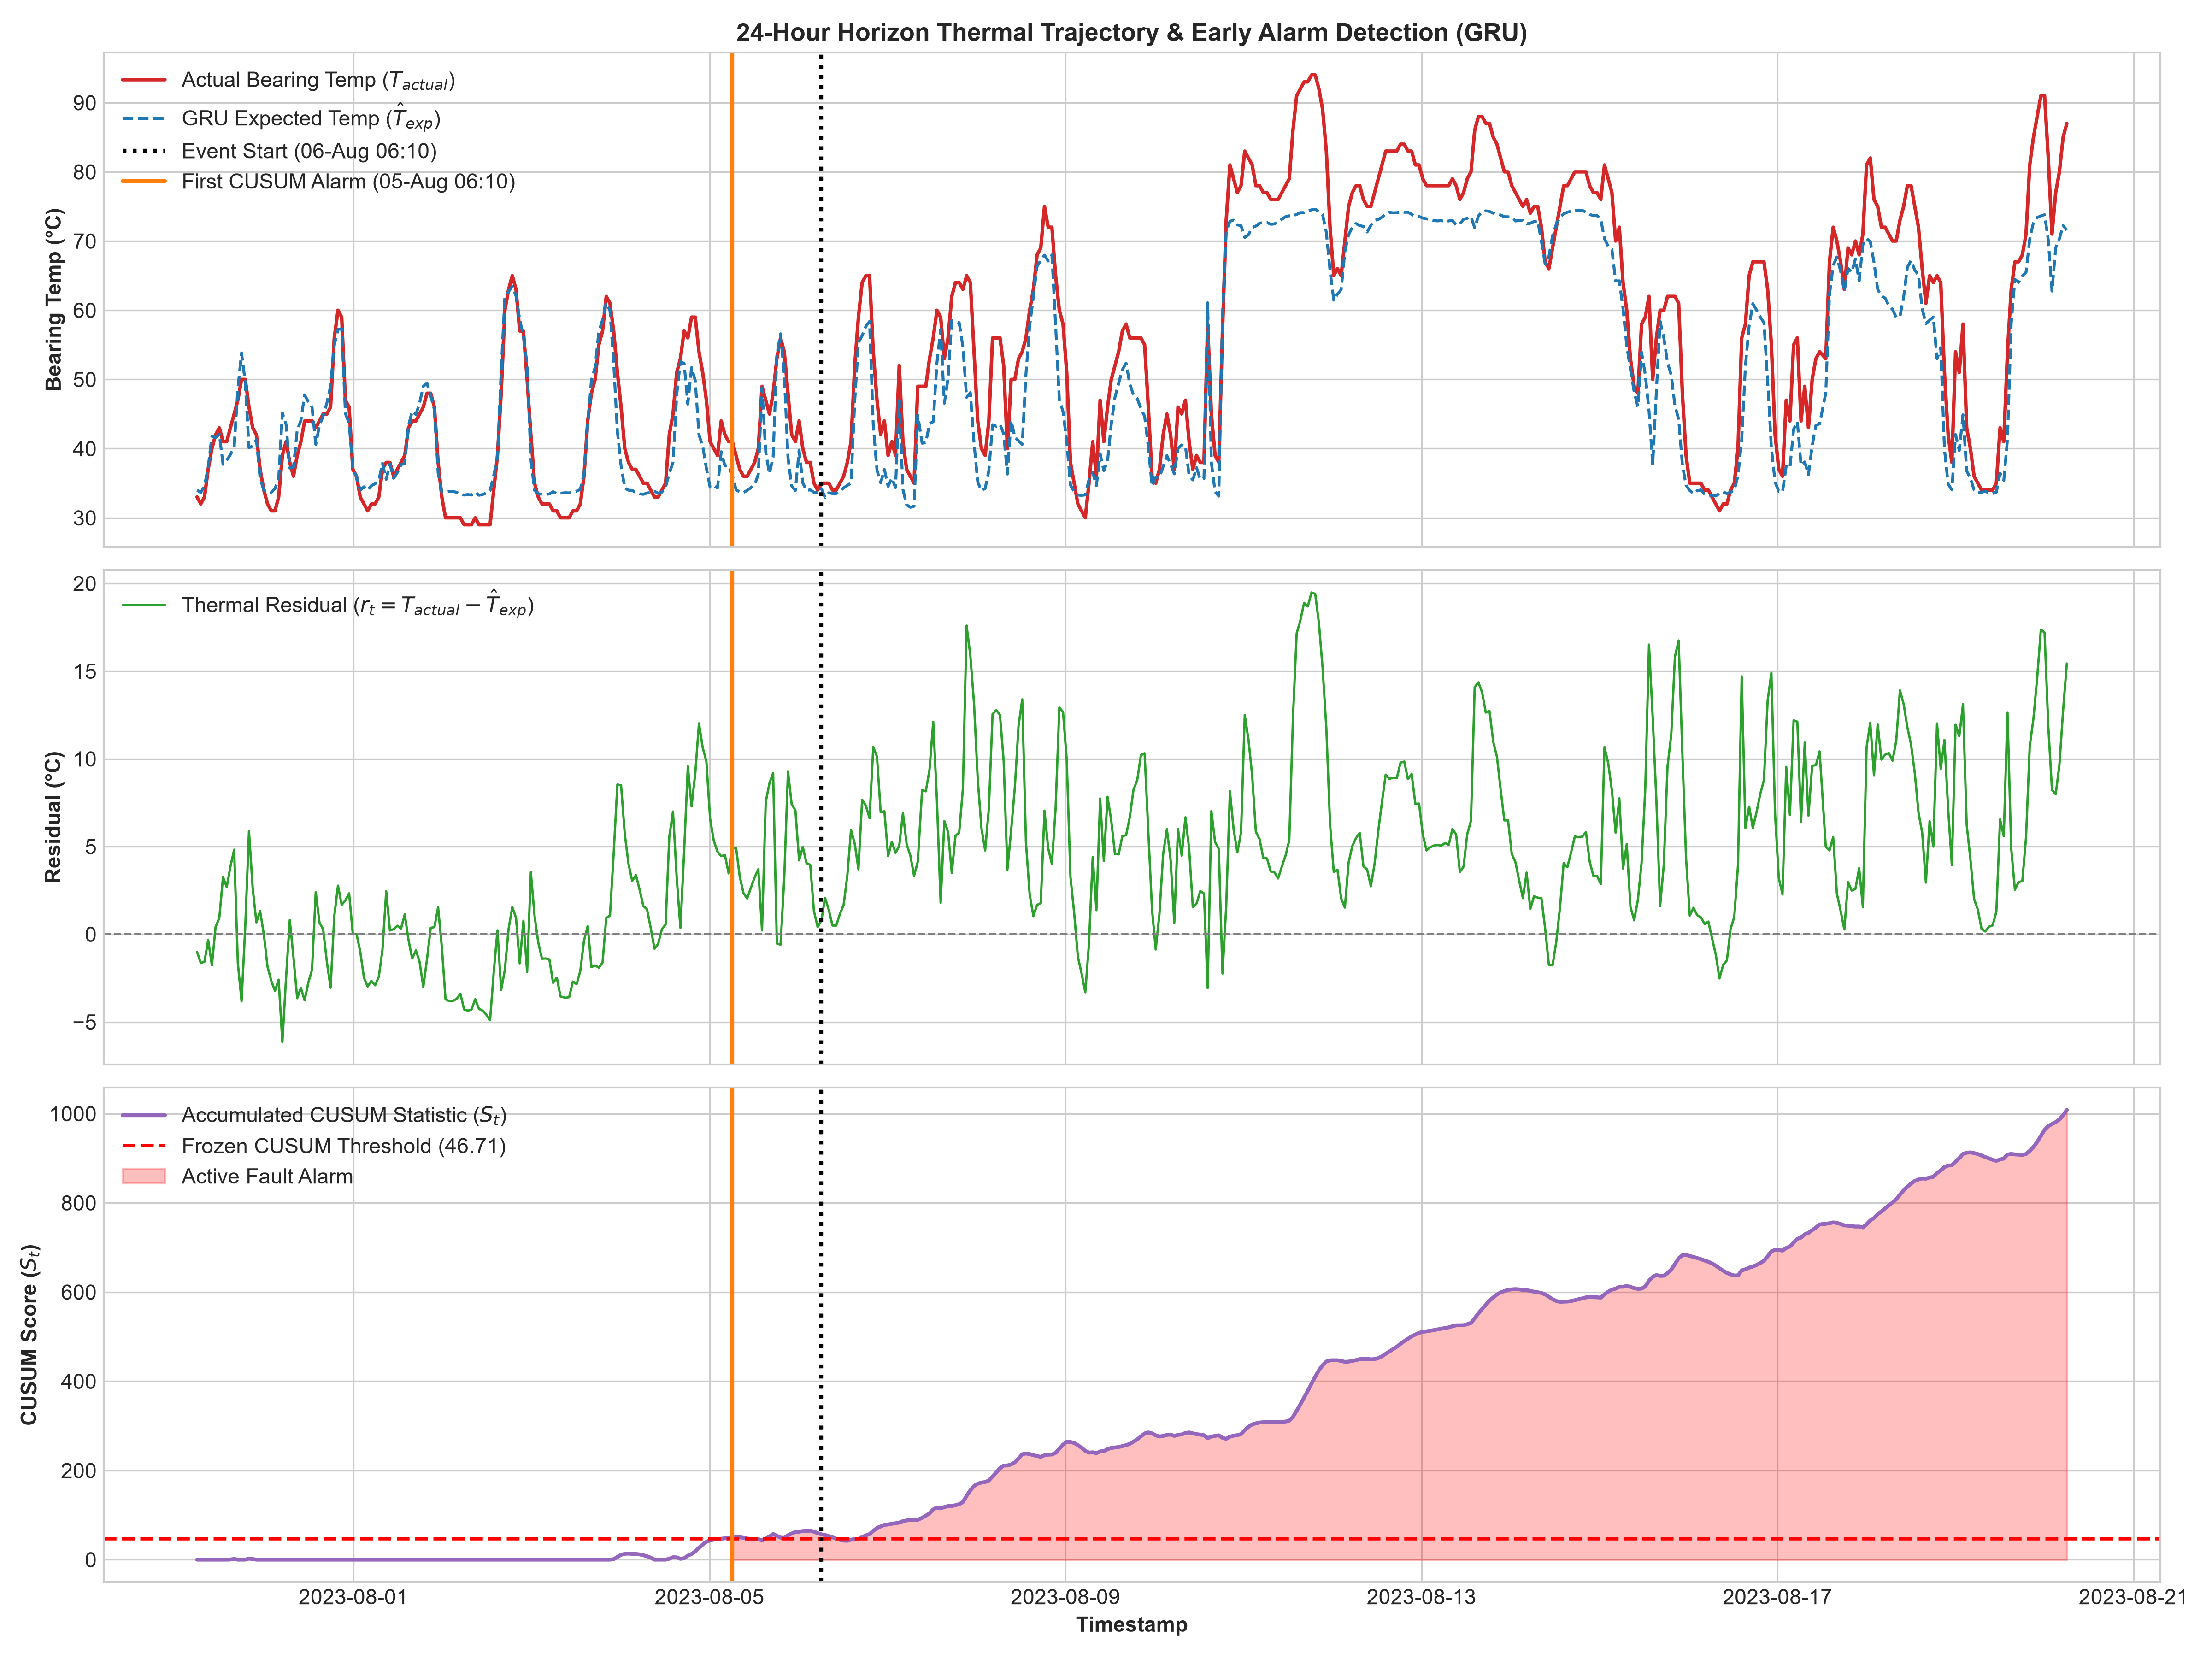 24-Hour Horizon Thermal Trajectory & Early Alarm Detection (GRU)
Actual Bearing Temp (T_actual)
GRU Expected Temp (T̂_exp)
Event Start (06-Aug 06:10)
First CUSUM Alarm (05-Aug 06:10)
Bearing Temp (°C)
90
80
70
60
50
40
30
Thermal Residual (r_t = T_actual − T̂_exp)
Residual (°C)
20
15
10
5
0
−5
Accumulated CUSUM Statistic (S_t)
Frozen CUSUM Threshold (46.71)
Active Fault Alarm
CUSUM Score (S_t)
1000
800
600
400
200
0
2023-08-01 2023-08-05 2023-08-09 2023-08-13 2023-08-17 2023-08-21
Timestamp